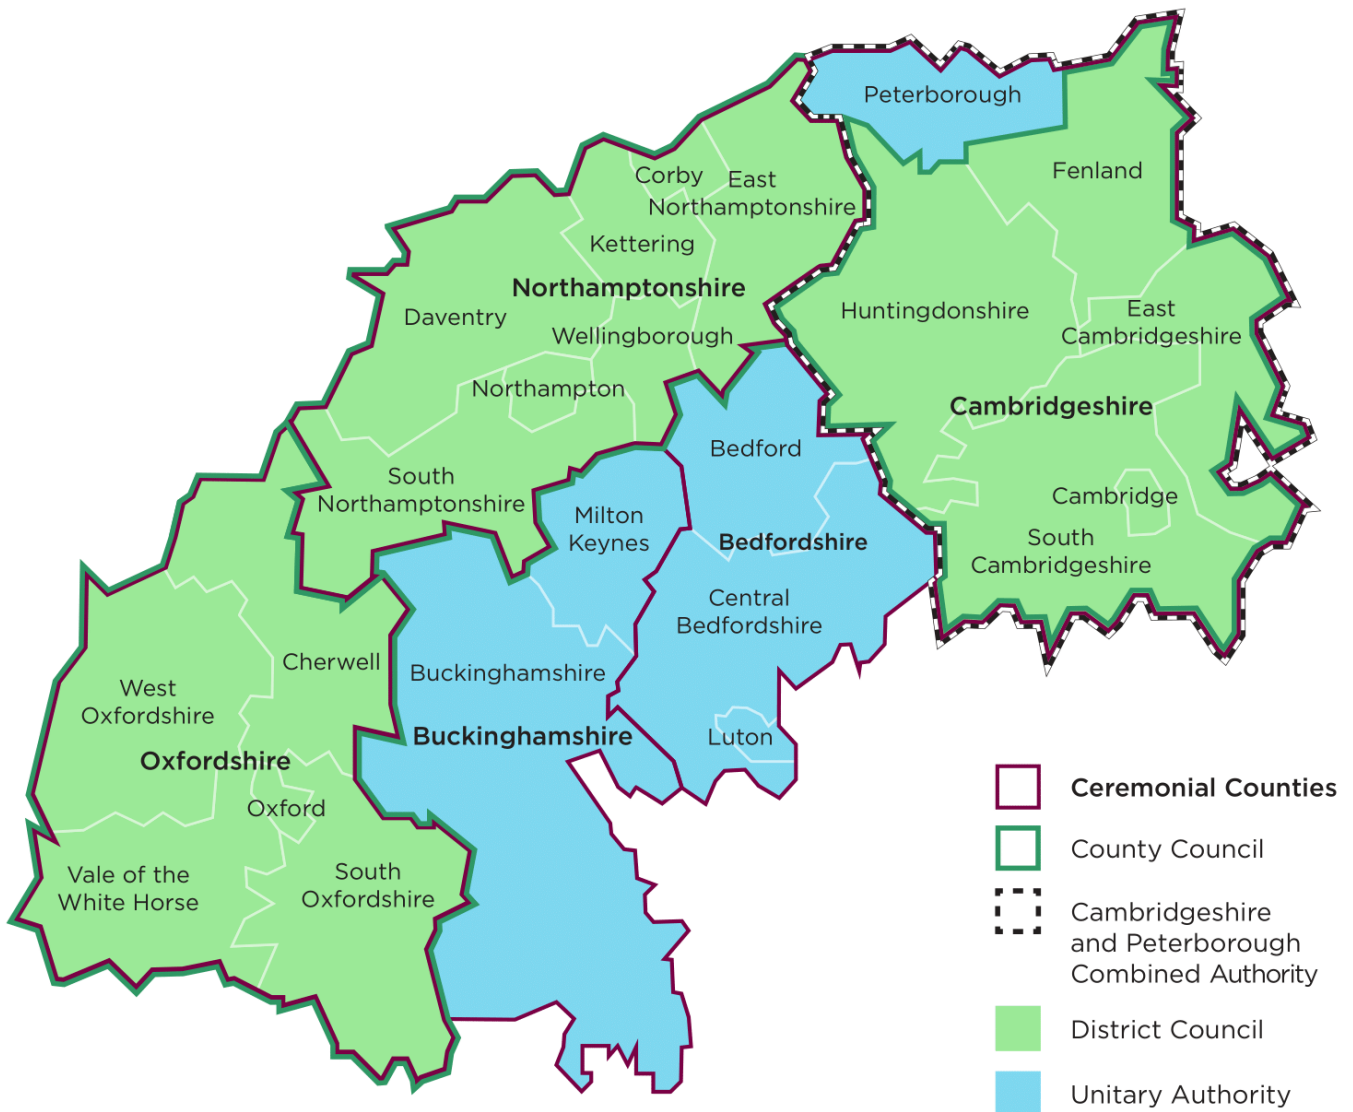 Peterborough
Fenland
Corby
East
Northamptonshire
Kettering
Northamptonshire
Daventry
Wellingborough
Northampton
South
Northamptonshire
Huntingdonshire
East
Cambridgeshire
Cambridgeshire
Cambridge
South
Cambridgeshire
Bedford
Bedfordshire
Central
Bedfordshire
Luton
Milton
Keynes
Buckinghamshire
Buckinghamshire
Cherwell
West
Oxfordshire
Oxfordshire
Oxford
Vale of the
White Horse
South
Oxfordshire
Ceremonial Counties
County Council
Cambridgeshire
and Peterborough
Combined Authority
District Council
Unitary Authority